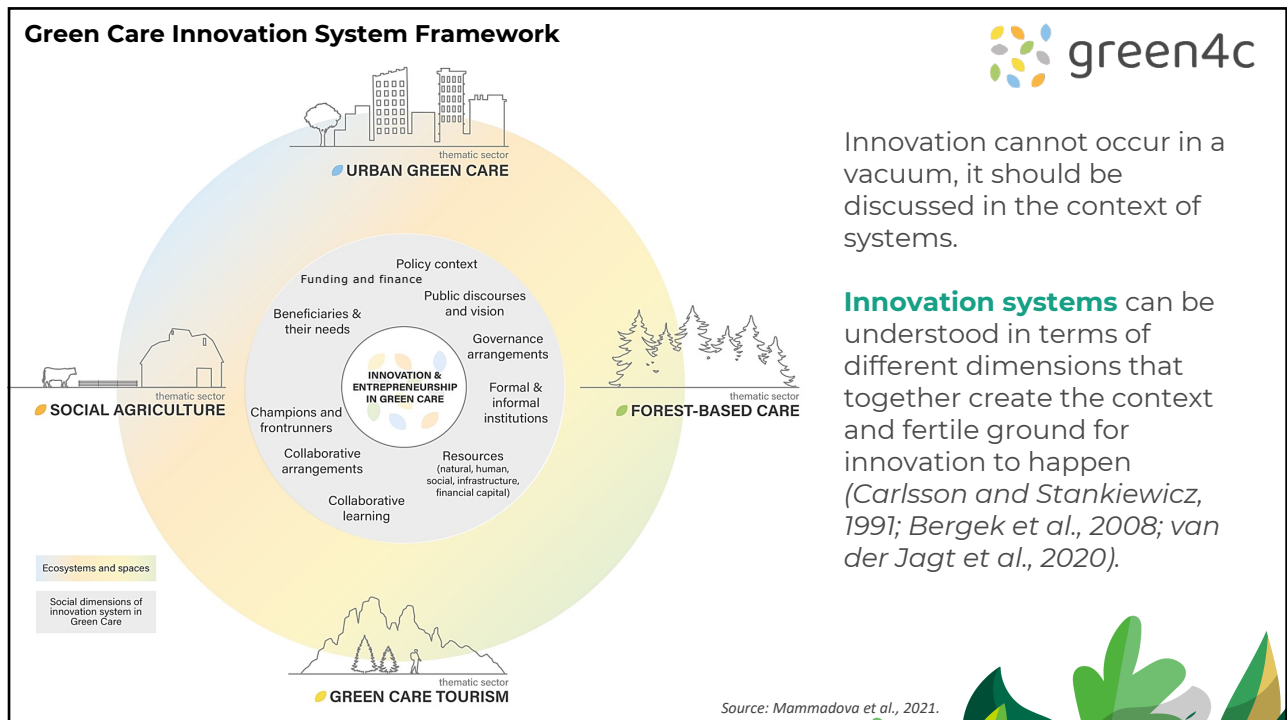 Green Care Innovation System Framework
green4c
thematic sector
URBAN GREEN CARE
Policy context
Funding and finance
Public discourses
and vision
Beneficiaries &
their needs
Governance
arrangements
INNOVATION &
ENTREPRENEURSHIP
IN GREEN CARE
Formal &
informal
institutions
Champions and
frontrunners
Collaborative
arrangements
Resources
(natural, human,
social, infrastructure,
financial capital)
Collaborative
learning
thematic sector
SOCIAL AGRICULTURE
thematic sector
FOREST-BASED CARE
Ecosystems and spaces
Social dimensions of
innovation system in
Green Care
thematic sector
GREEN CARE TOURISM
Innovation cannot occur in a
vacuum, it should be
discussed in the context of
systems.
Innovation systems can be
understood in terms of
different dimensions that
together create the context
and fertile ground for
innovation to happen
(Carlsson and Stankiewicz,
1991; Bergek et al., 2008; van
der Jagt et al., 2020).
Source: Mammadova et al., 2021.